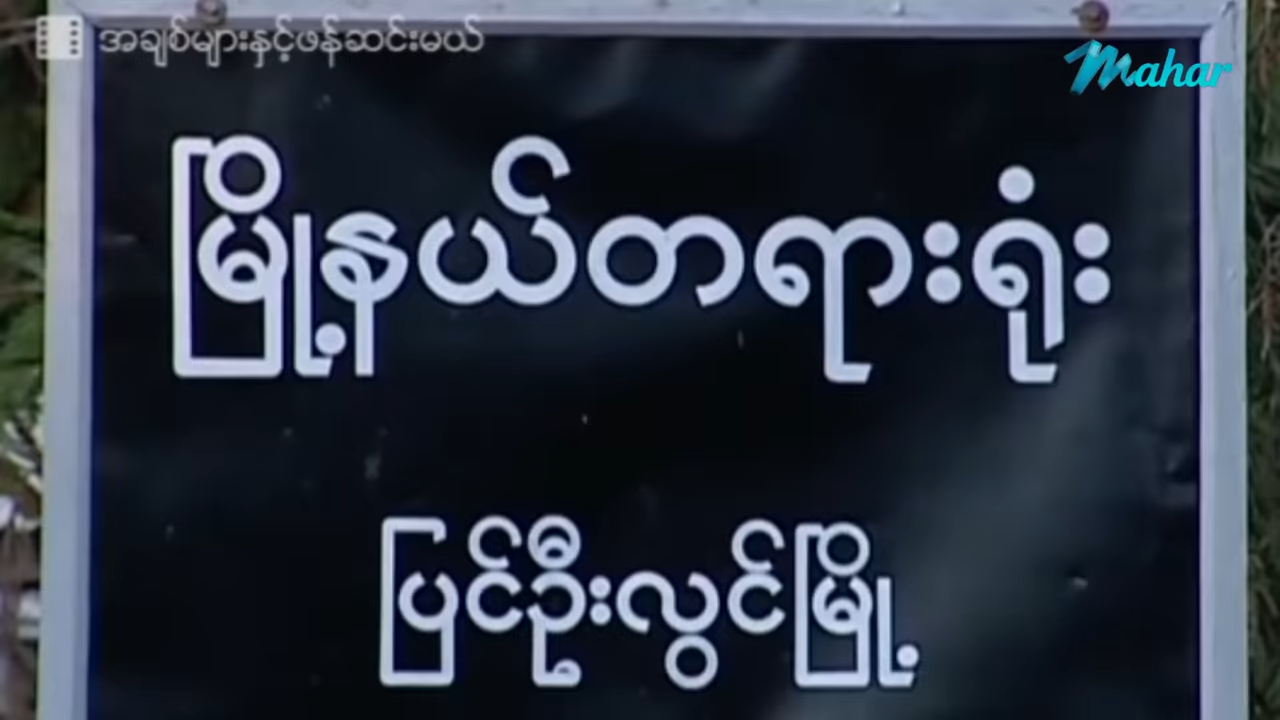 အချစ်များနှင့်ဖန်ဆင်းမယ်
Mahar
မြို့နယ်တရားရုံး
ပြင်ဦးလွင်မြို့